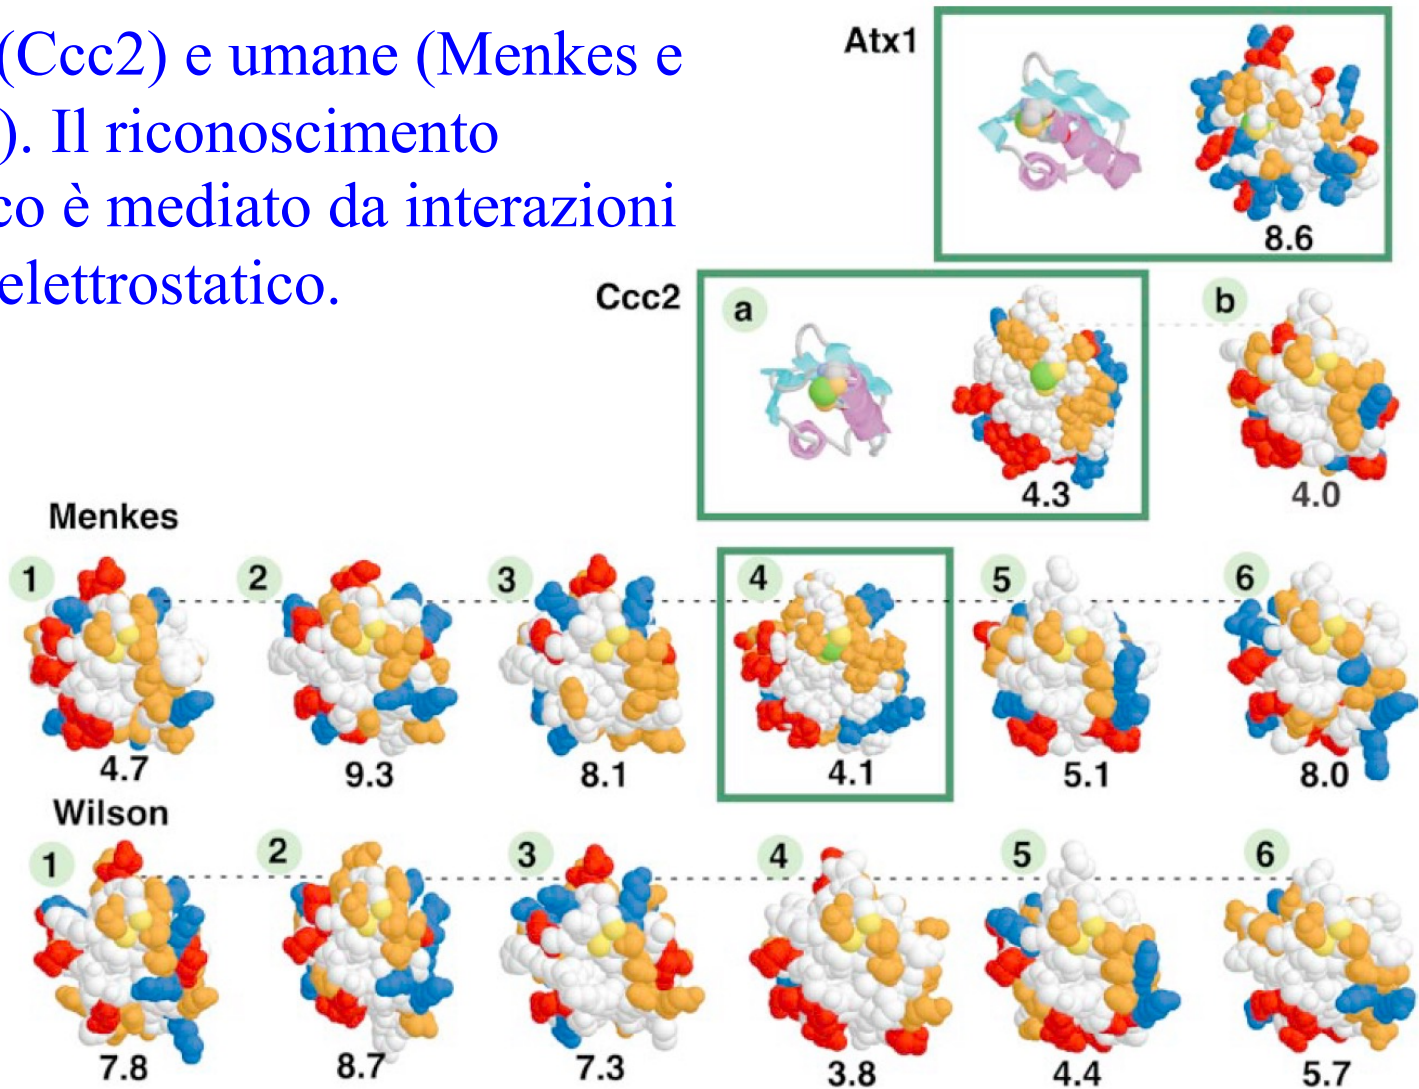 (Ccc2) e umane (Menkes e
). Il riconoscimento
co è mediato da interazioni
elettrostatico.
Atx1
8.6
Ccc2
a
b
4.3
4.0
Menkes
1 2 3 4 5 6
4.7 9.3 8.1 4.1 5.1 8.0
Wilson
1 2 3 4 5 6
7.8 8.7 7.3 3.8 4.4 5.7